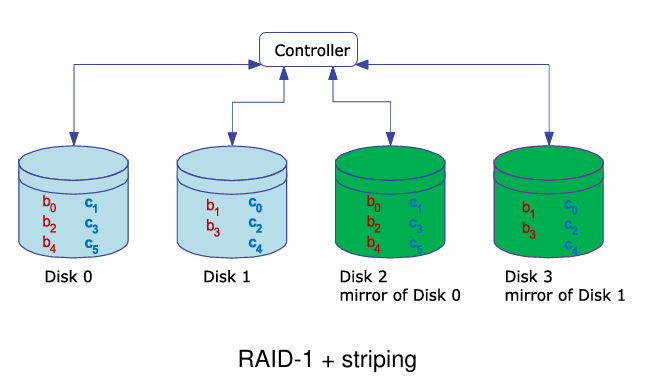 Controller
b₀ c₁
b₂ c₃
b₄ c₅
b₁ c₀
b₃ c₂
c₄
b₀ c₁
b₂ c₃
b₄ c₅
b₁ c₀
b₃ c₂
c₄
Disk 0
Disk 1
Disk 2
mirror of Disk 0
Disk 3
mirror of Disk 1
RAID-1 + striping